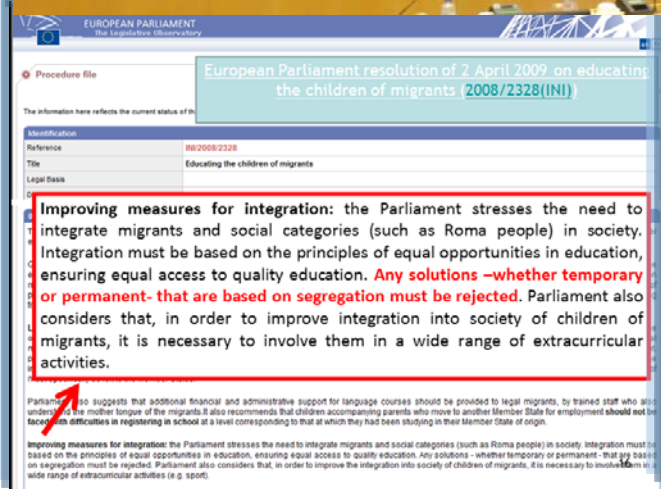 EUROPEAN PARLIAMENT
The Legislative Observatory
Procedure file
European Parliament resolution of 2 April 2009 on educating
the children of migrants (2008/2328(INI))
The information here reflects the current status of th
Identification
Reference INI/2008/2328
Title Educating the children of migrants
Legal Basis
Improving measures for integration: the Parliament stresses the need to
integrate migrants and social categories (such as Roma people) in society.
Integration must be based on the principles of equal opportunities in education,
ensuring equal access to quality education. Any solutions –whether temporary
or permanent- that are based on segregation must be rejected. Parliament also
considers that, in order to improve integration into society of children of
migrants, it is necessary to involve them in a wide range of extracurricular
activities.
Parliament also suggests that additional financial and administrative support for language courses should be provided to legal migrants, by trained staff who also
understand the mother tongue of the migrants.It also recommends that children accompanying parents who move to another Member State for employment should not be
faced with difficulties in registering in school at a level corresponding to that at which they had been studying in their Member State of origin.
Improving measures for integration: the Parliament stresses the need to integrate migrants and social categories (such as Roma people) in society. Integration must be
based on the principles of equal opportunities in education, ensuring equal access to quality education. Any solutions - whether temporary or permanent - that are based
on segregation must be rejected. Parliament also considers that, in order to improve the integration into society of children of migrants, it is necessary to involve them in a
wide range of extracurricular activities (e.g. sport).
16